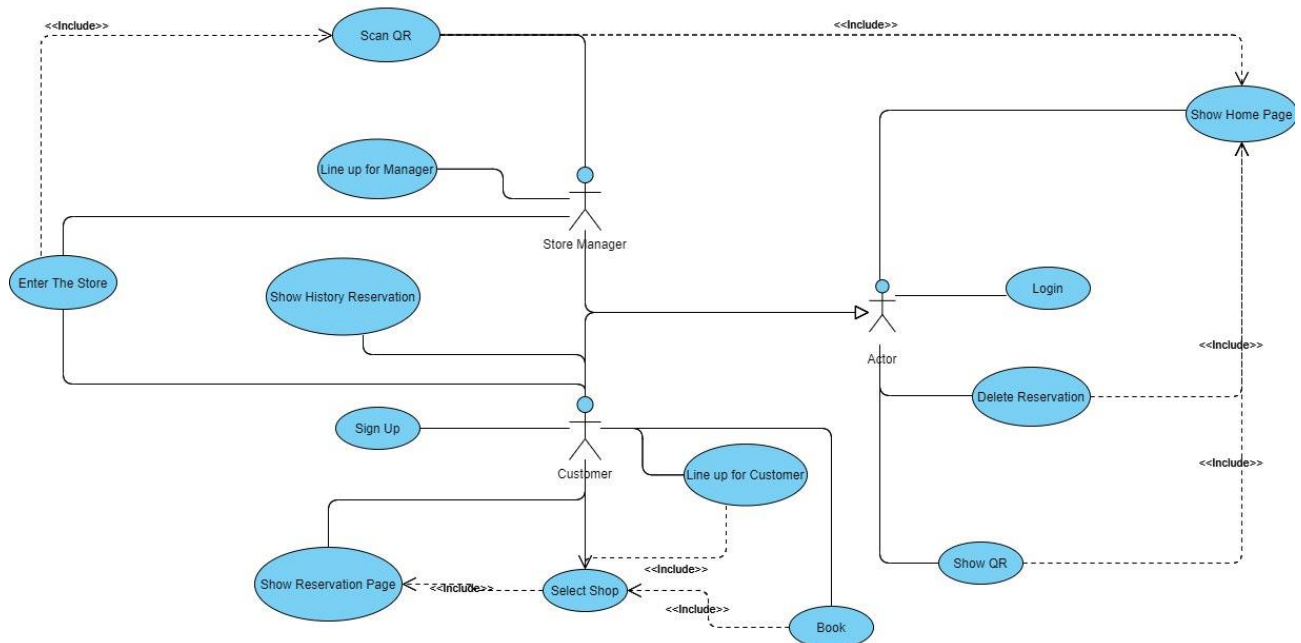 <<Include>>
<<Include>>
Scan QR
Show Home Page
Line up for Manager
Store Manager
Enter The Store
Show History Reservation
Login
Actor
<<Include>>
Delete Reservation
Sign Up
Customer
Line up for Customer
<<Include>>
Show QR
<<Include>>
Show Reservation Page
<<Include>>
Select Shop
<<Include>>
Book